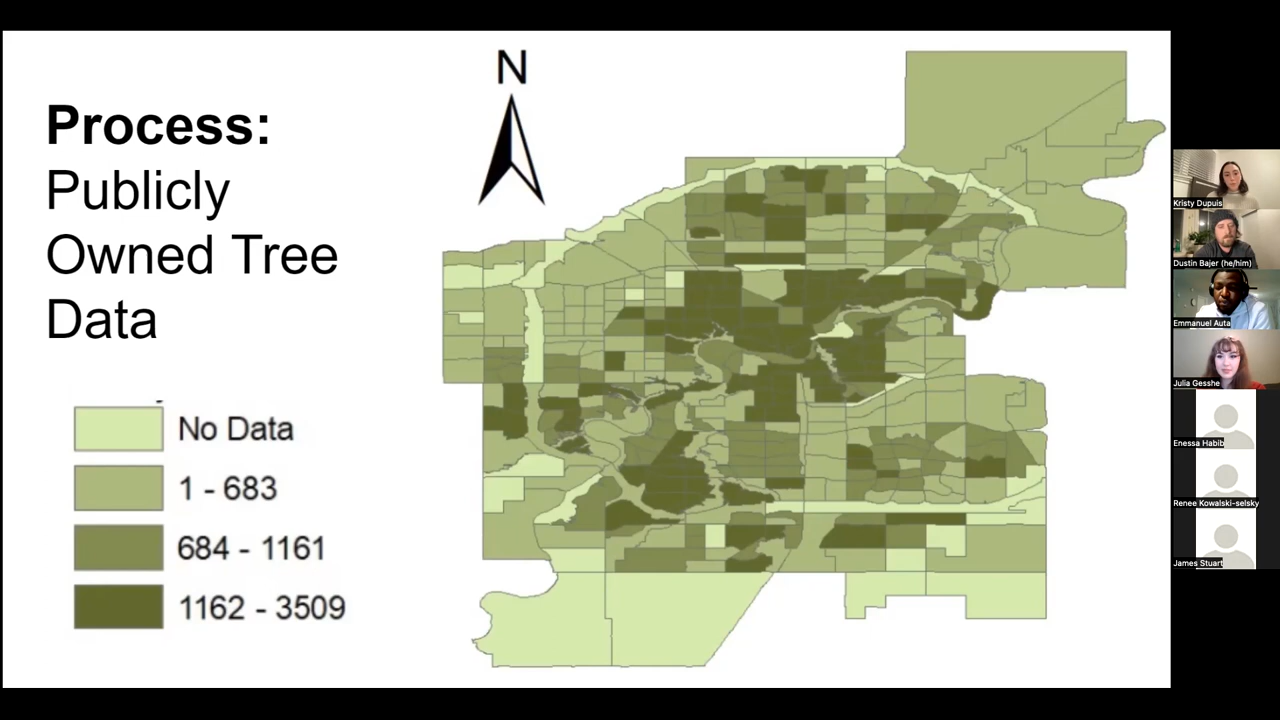 Process:
Publicly
Owned Tree
Data
N
No Data
1 - 683
684 - 1161
1162 - 3509
Kristy Dupuis
Dustin Bajer (he/him)
Emmanuel Auta
Julia Gesshe
Enessa Habib
Renee Kowalski-selsky
James Stuart